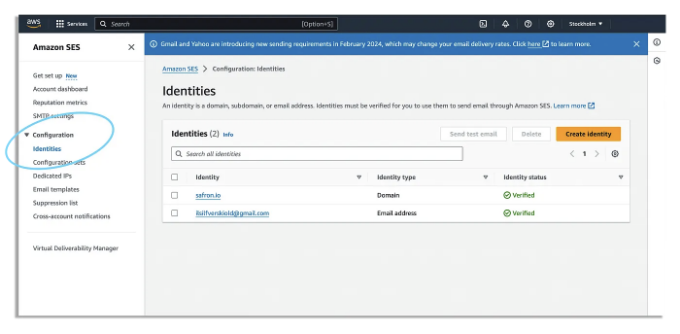 aws
Services
Search
[Option+S]
Stockholm
Amazon SES
Gmail and Yahoo are introducing new sending requirements in February 2024, which may change your email delivery rates. Click here to learn more.
Get set up New
Account dashboard
Reputation metrics
SMTP settings
Configuration
Identities
Configuration sets
Dedicated IPs
Email templates
Suppression list
Cross-account notifications
Virtual Deliverability Manager
Amazon SES > Configuration: Identities
Identities
An identity is a domain, subdomain, or email address. Identities must be verified for you to use them to send email through Amazon SES. Learn more
Identities (2) Info
Send test email
Delete
Create identity
Search all identities
1
Identity Identity type Identity status
safron.io Domain Verified
Email address Verified